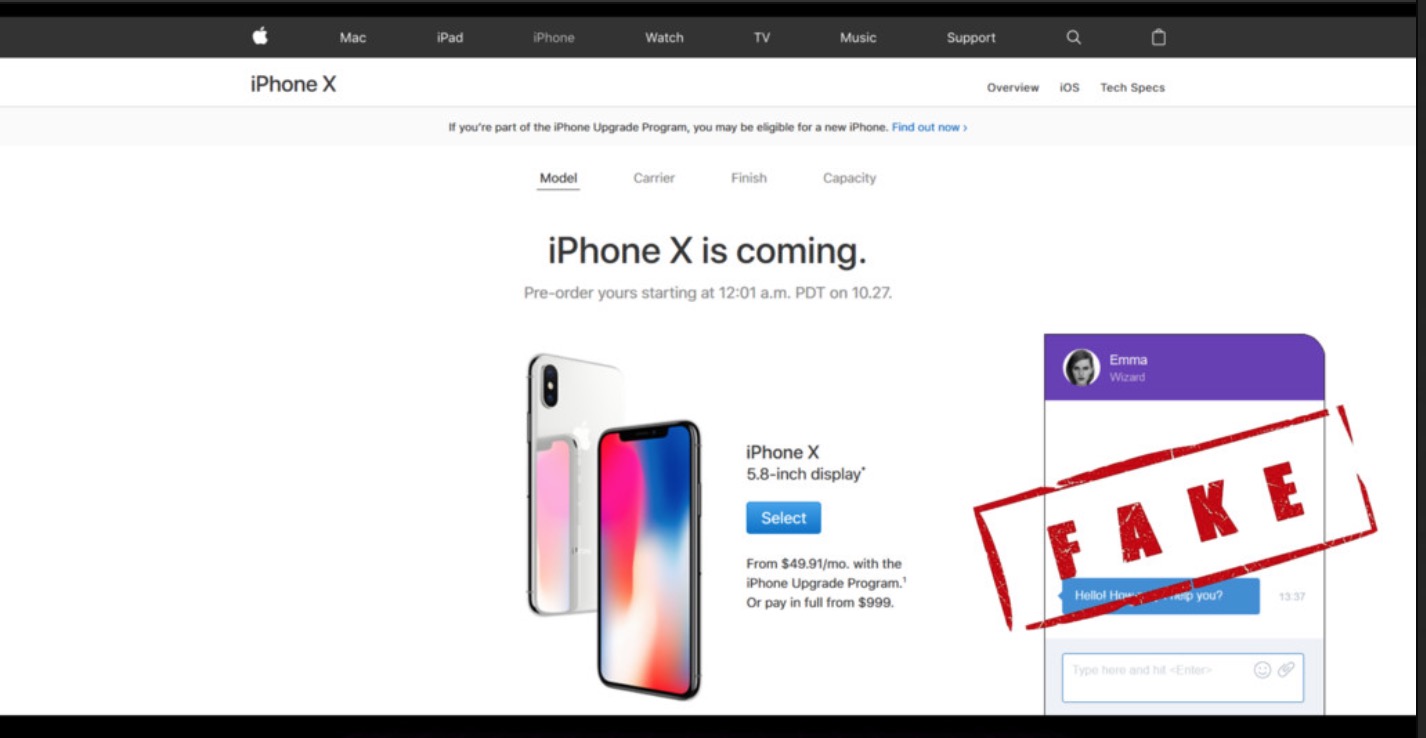 Mac iPad iPhone Watch TV Music Support
iPhone X
Overview iOS Tech Specs
If you're part of the iPhone Upgrade Program, you may be eligible for a new iPhone. Find out now ›
Model Carrier Finish Capacity
iPhone X is coming.
Pre-order yours starting at 12:01 a.m. PDT on 10.27.
iPhone X
5.8-inch display*
Select
From $49.91/mo. with the
iPhone Upgrade Program.¹
Or pay in full from $999.
Emma
Wizard
FAKE
Hello! How help you?
13:37
Type here and hit <Enter>